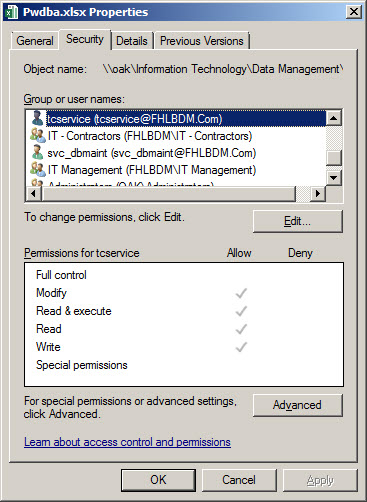 Pwdba.xlsx Properties
General Security Details Previous Versions
Object name: \\oak\Information Technology\Data Management\
Group or user names:
tcservice (tcservice@FHLBDM.Com)
IT - Contractors (FHLBDM\IT - Contractors)
svc_dbmaint (svc_dbmaint@FHLBDM.Com)
IT Management (FHLBDM\IT Management)
Administrators (OAK\Administrators)
To change permissions, click Edit.
Edit...
Permissions for tcservice Allow Deny
Full control
Modify
Read & execute
Read
Write
Special permissions
For special permissions or advanced settings,
click Advanced.
Advanced
Learn about access control and permissions
OK Cancel Apply